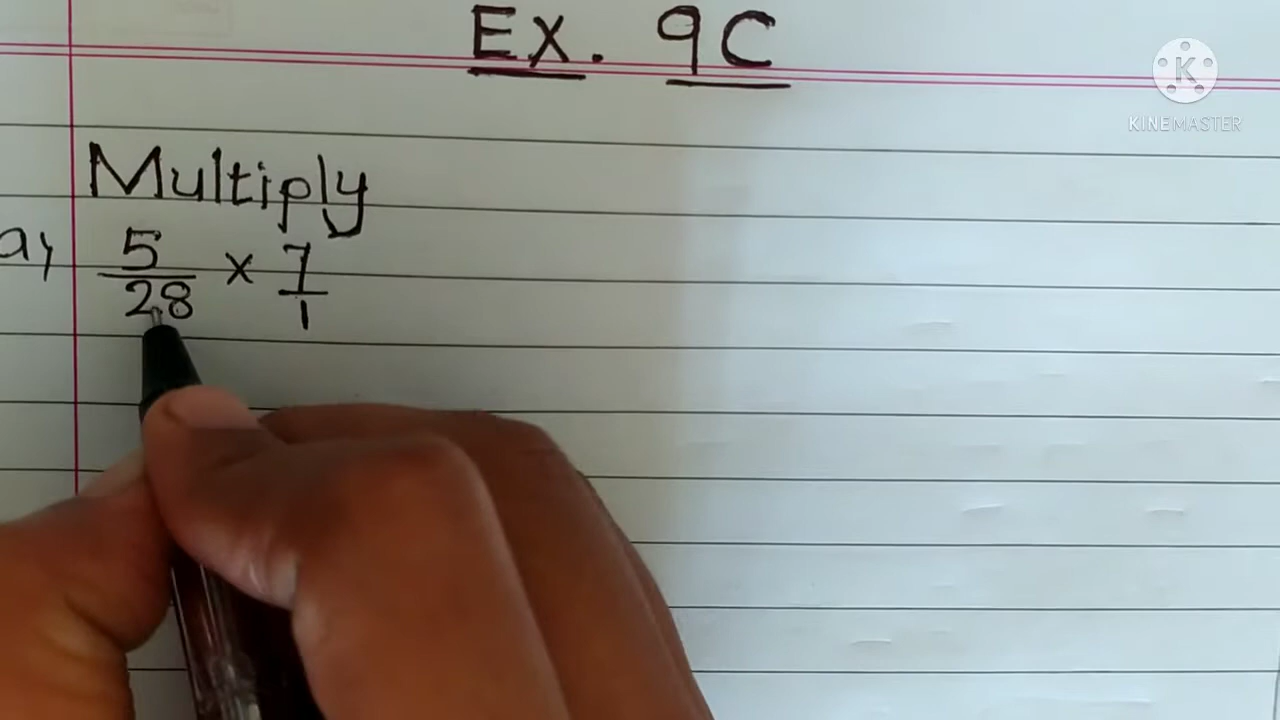 Ex. 9C
K
KINEMASTER
Multiply
a) 5/28 × 7/1